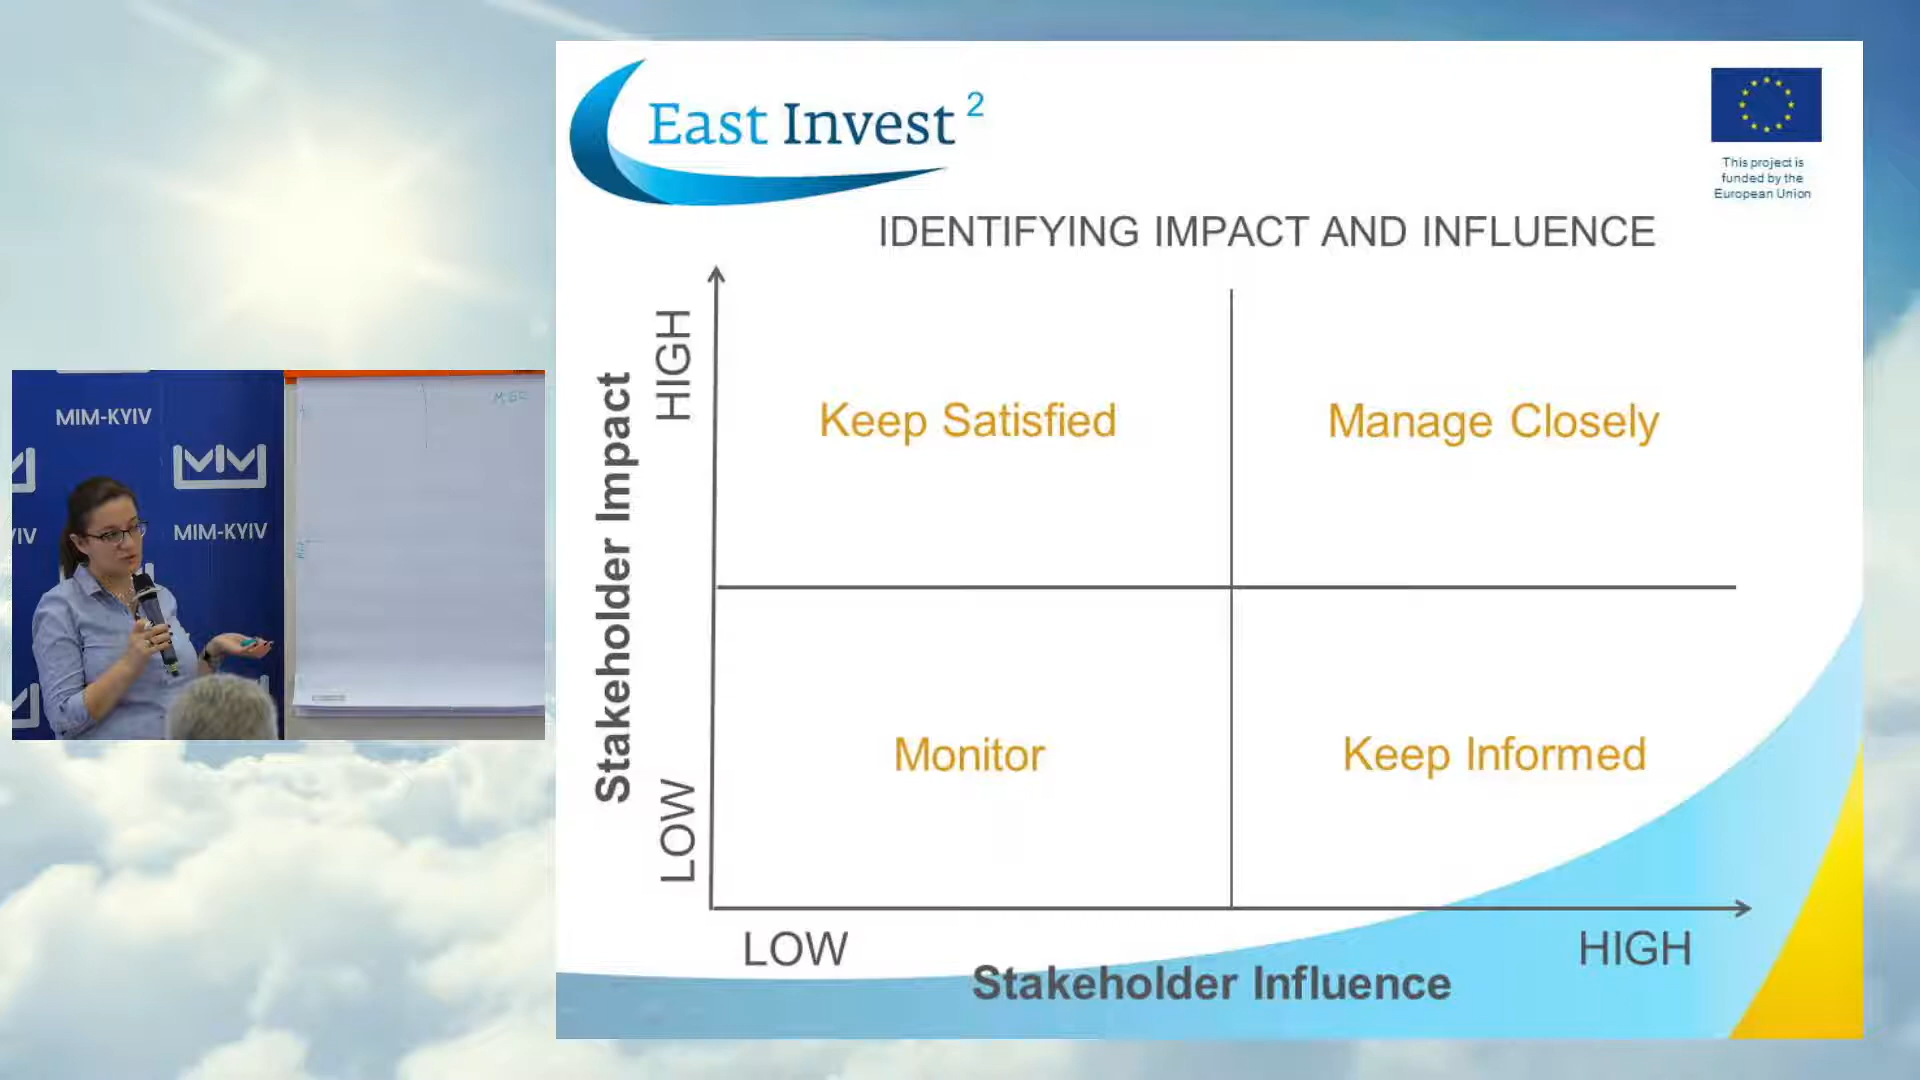 East Invest 2
This project is
funded by the
European Union
IDENTIFYING IMPACT AND INFLUENCE
Stakeholder Impact
HIGH
LOW
Keep Satisfied
Manage Closely
Monitor
Keep Informed
LOW
HIGH
Stakeholder Influence
MIM-KYIV
MIM-KYIV